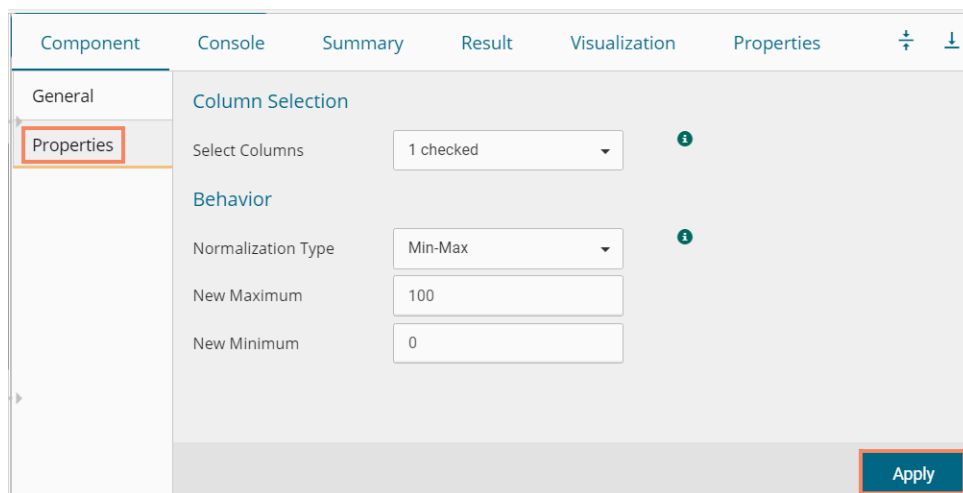 Component Console Summary Result Visualization Properties
General
Properties
Column Selection
Select Columns 1 checked
Behavior
Normalization Type Min-Max
New Maximum 100
New Minimum 0
Apply